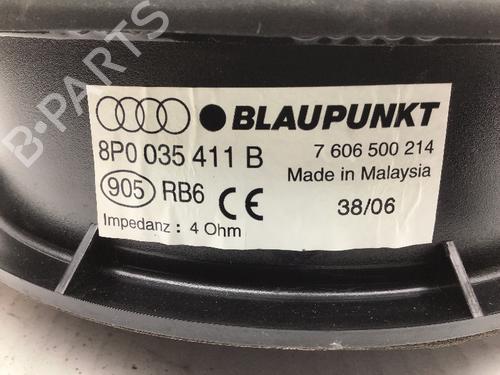 B-PARTS
BLAUPUNKT
8P0 035 411 B 7 606 500 214
Made in Malaysia
905 RB6 CE 38/06
Impedanz : 4 Ohm